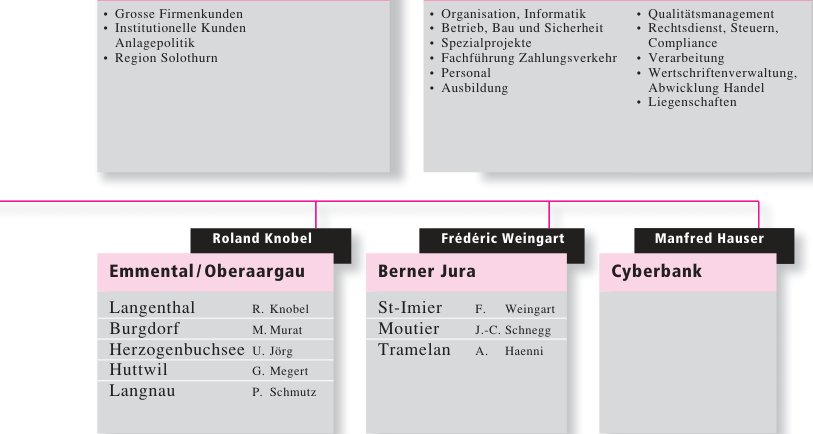 • Grosse Firmenkunden
• Institutionelle Kunden
Anlagepolitik
• Region Solothurn
• Organisation, Informatik
• Betrieb, Bau und Sicherheit
• Spezialprojekte
• Fachführung Zahlungsverkehr
• Personal
• Ausbildung
• Qualitätsmanagement
• Rechtsdienst, Steuern,
Compliance
• Verarbeitung
• Wertschriftenverwaltung,
Abwicklung Handel
• Liegenschaften
Roland Knobel
Emmental/Oberaargau
Langenthal R. Knobel
Burgdorf M. Murat
Herzogenbuchsee U. Jörg
Huttwil G. Megert
Langnau P. Schmutz
Frédéric Weingart
Berner Jura
St-Imier F. Weingart
Moutier J.-C. Schnegg
Tramelan A. Haenni
Manfred Hauser
Cyberbank